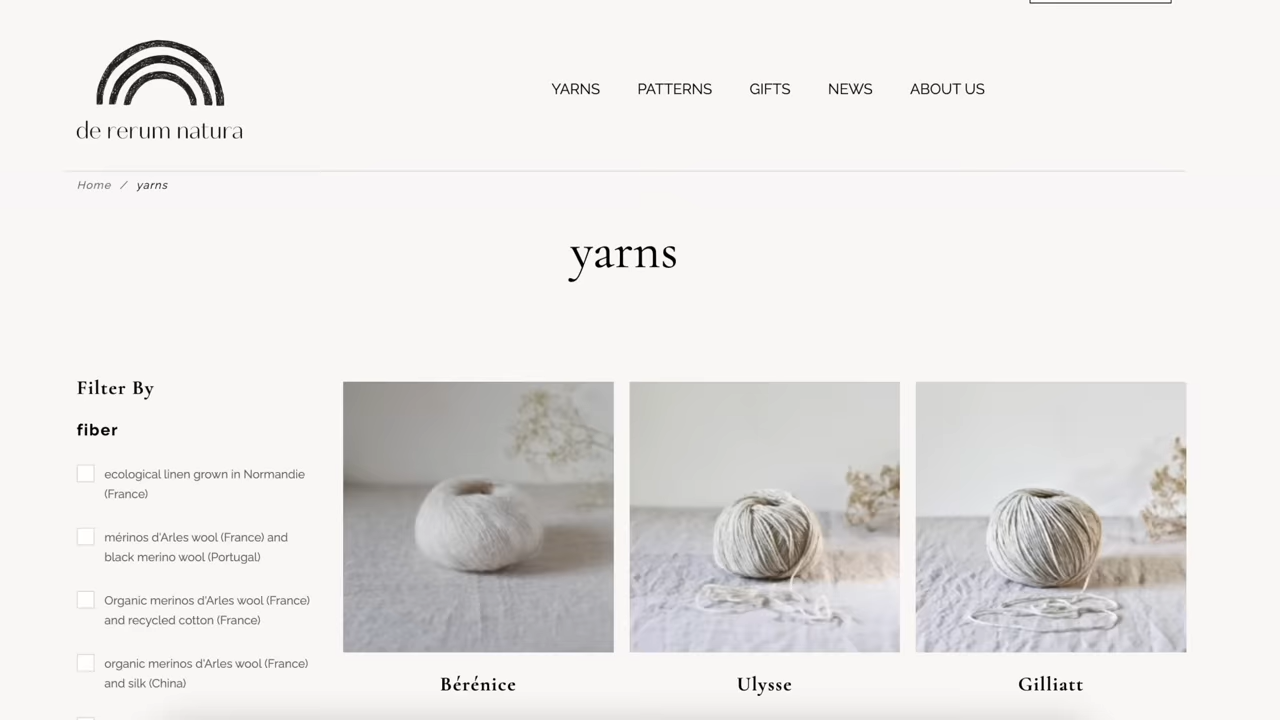 YARNS PATTERNS GIFTS NEWS ABOUT US
de rerum natura
Home / yarns
yarns
Filter By
fiber
ecological linen grown in Normandie
(France)
mérinos d'Arles wool (France) and
black merino wool (Portugal)
Organic merinos d'Arles wool (France)
and recycled cotton (France)
organic merinos d'Arles wool (France)
and silk (China)
Bérénice
Ulysse
Gilliatt